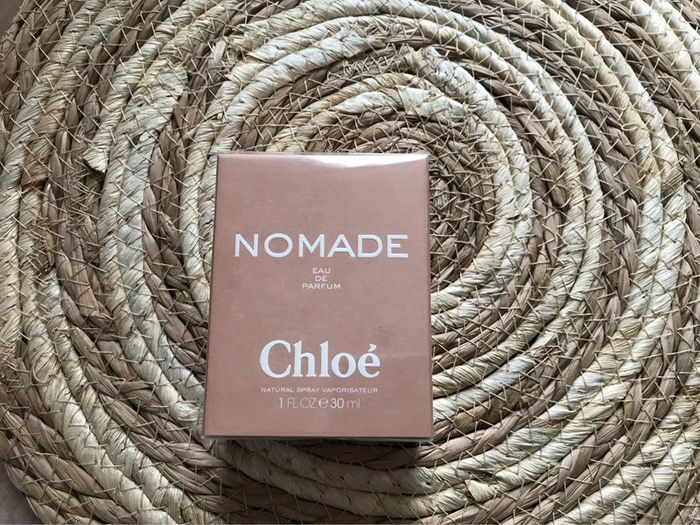 NOMADE
EAU
DE
PARFUM
Chloé
NATURAL SPRAY VAPORISATEUR
1 FL OZ ℮ 30 ml